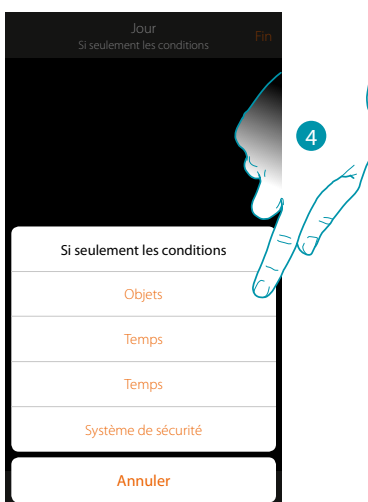 Jour
Si seulement les conditions
Fin
4
Si seulement les conditions
Objets
Temps
Temps
Système de sécurité
Annuler